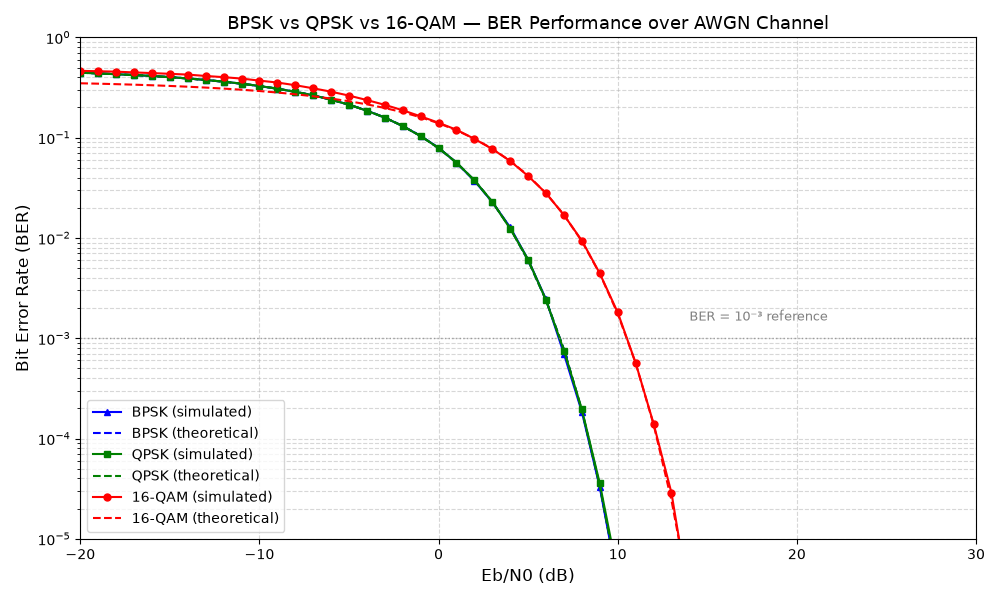 BPSK vs QPSK vs 16-QAM — BER Performance over AWGN Channel
Bit Error Rate (BER)
10⁰
10⁻¹
10⁻²
10⁻³
10⁻⁴
10⁻⁵
BER = 10⁻³ reference
BPSK (simulated)
BPSK (theoretical)
QPSK (simulated)
QPSK (theoretical)
16-QAM (simulated)
16-QAM (theoretical)
−20
−10
0
10
20
30
Eb/N0 (dB)